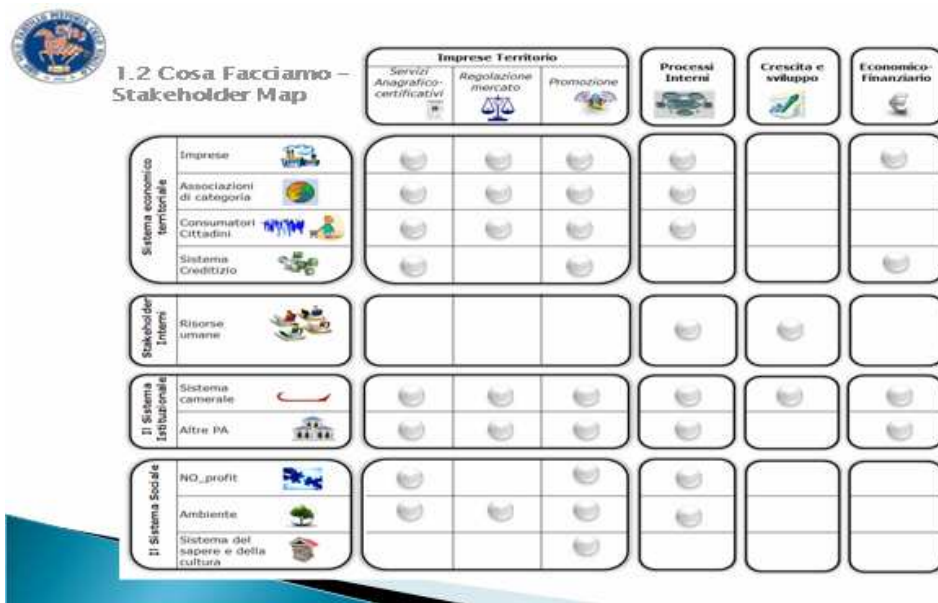 1.2 Cosa Facciamo –
Stakeholder Map
Imprese Territorio
Servizi
Anagrafico-
certificativi
Regolazione
mercato
Promozione
Processi
Interni
Crescita e
sviluppo
Economico-
Finanziario
Sistema economico
territoriale
Imprese
Associazioni
di categoria
Consumatori
Cittadini
Sistema
Creditizio
Stakeholder
Interni
Risorse
umane
Il Sistema
Istituzionale
Sistema
camerale
Altre PA
Il Sistema Sociale
NO_profit
Ambiente
Sistema del
sapere e della
cultura